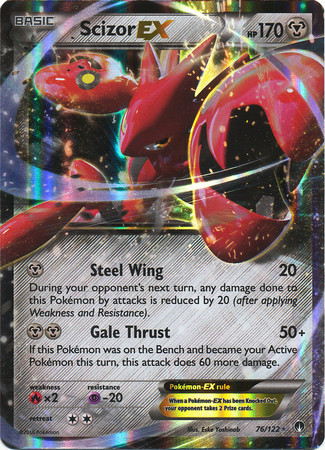 BASIC
Scizor EX HP170
Steel Wing 20
During your opponent's next turn, any damage done to
this Pokémon by attacks is reduced by 20 (after applying
Weakness and Resistance).
Gale Thrust 50+
If this Pokémon was on the Bench and became your Active
Pokémon this turn, this attack does 60 more damage.
weakness resistance
×2 -20
retreat
Pokémon-EX rule
When a Pokémon-EX has been Knocked Out,
your opponent takes 2 Prize cards.
©2016 Pokémon Illus. Eske Yoshinob 76/122